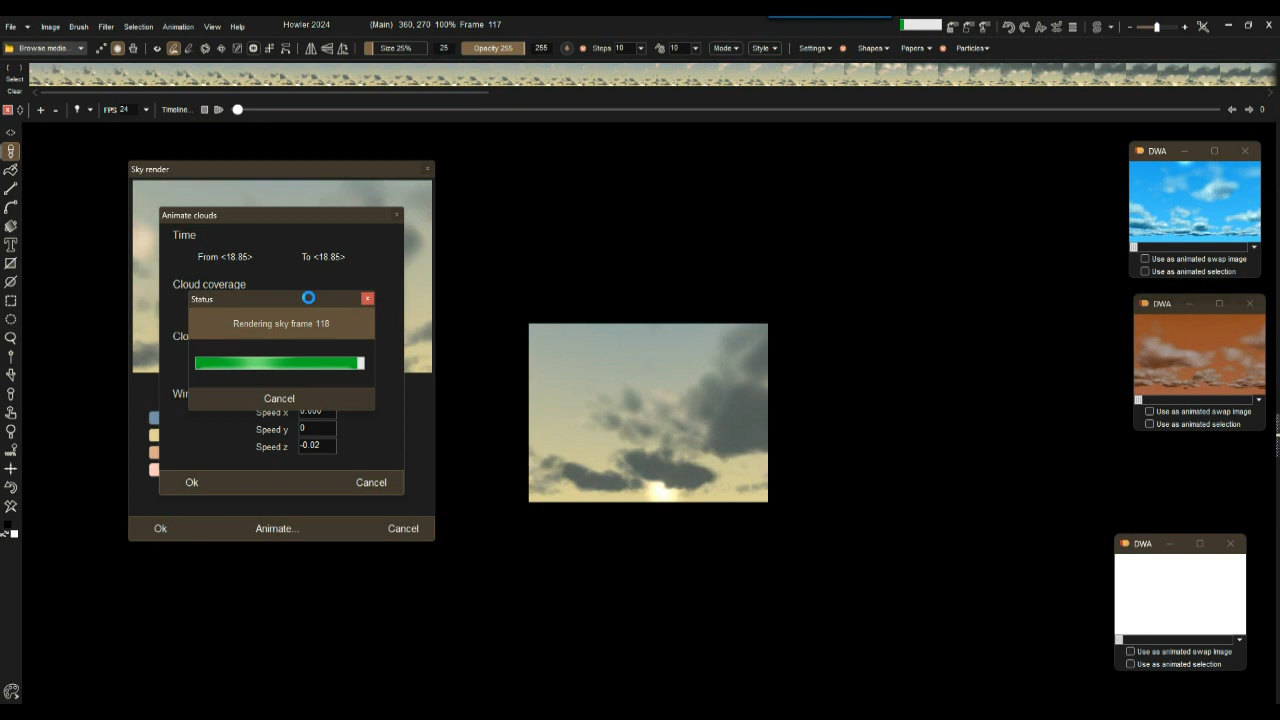 File Image Brush Filter Selection Animation View Help Howler 2024 (Main) 360, 270 100% Frame 117
Browse media... Size 25% 25 Opacity 255 255 Steps 10 10 Mode Style Settings Shapes Papers Particles
Select
Clear
+ - FPS 24 Timeline... 0
Sky render
Animate clouds
Time
From <18.85> To <18.85>
Cloud coverage
Status
Rendering sky frame 118
Clo
Cancel
Win
Speed x 0.000
Speed y 0
Speed z -0.02
Ok Cancel
Ok Animate... Cancel
DWA
Use as animated swap image
Use as animated selection
DWA
Use as animated swap image
Use as animated selection
DWA
Use as animated swap image
Use as animated selection